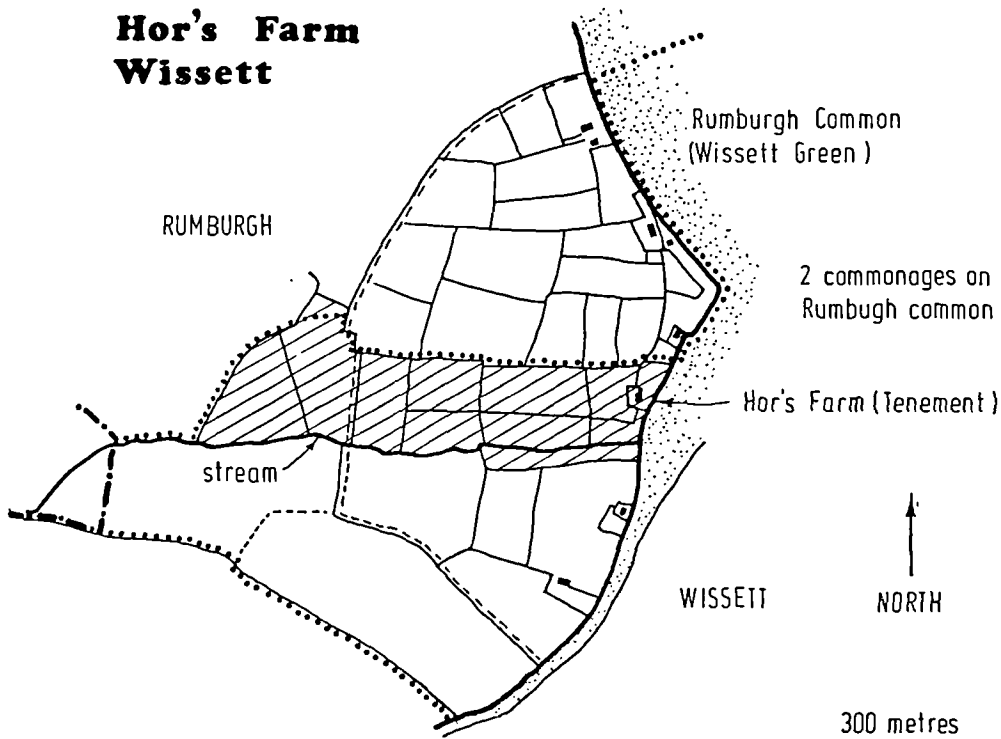 Hor's Farm
Wissett
Rumburgh Common
(Wissett Green)
RUMBURGH
2 commonages on
Rumbugh common
Hor's Farm (Tenement)
stream
WISSETT
NORTH
300 metres